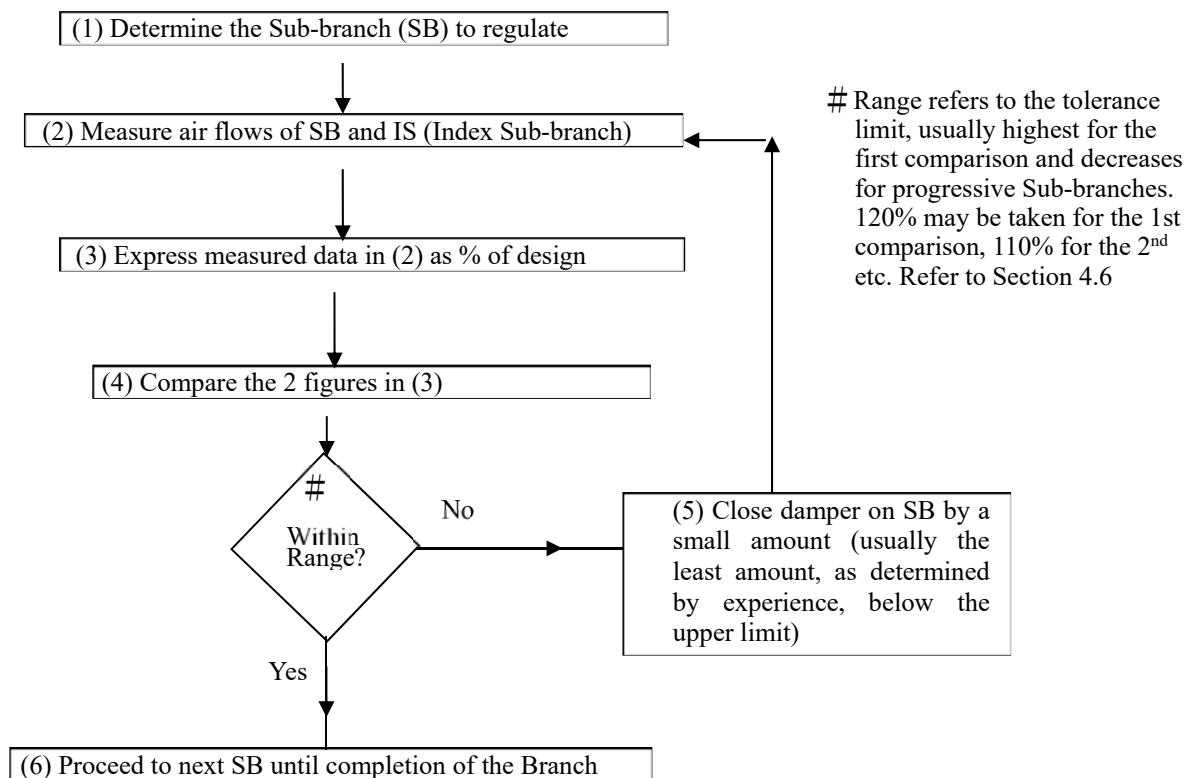 (1) Determine the Sub-branch (SB) to regulate
(2) Measure air flows of SB and IS (Index Sub-branch)
# Range refers to the tolerance
limit, usually highest for the
first comparison and decreases
for progressive Sub-branches.
120% may be taken for the 1st
comparison, 110% for the 2nd
etc. Refer to Section 4.6
(3) Express measured data in (2) as % of design
(4) Compare the 2 figures in (3)
#
Within
Range?
No
(5) Close damper on SB by a
small amount (usually the
least amount, as determined
by experience, below the
upper limit)
Yes
(6) Proceed to next SB until completion of the Branch